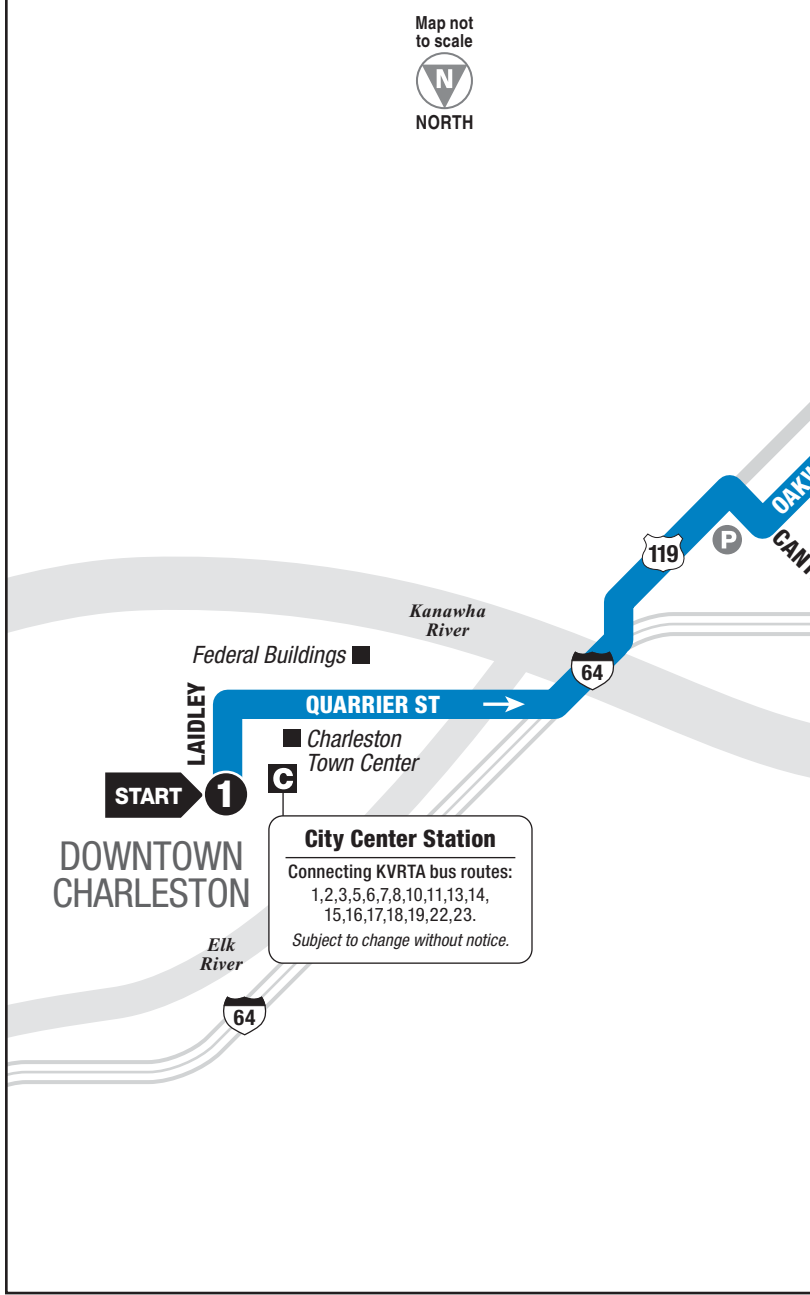 Map not
to scale
N
NORTH
119
P
Kanawha
River
Federal Buildings
64
LAIDLEY
QUARRIER ST
Charleston
Town Center
C
START
1
DOWNTOWN
CHARLESTON
City Center Station
Connecting KVRTA bus routes:
1,2,3,5,6,7,8,10,11,13,14,
15,16,17,18,19,22,23.
Subject to change without notice.
Elk
River
64